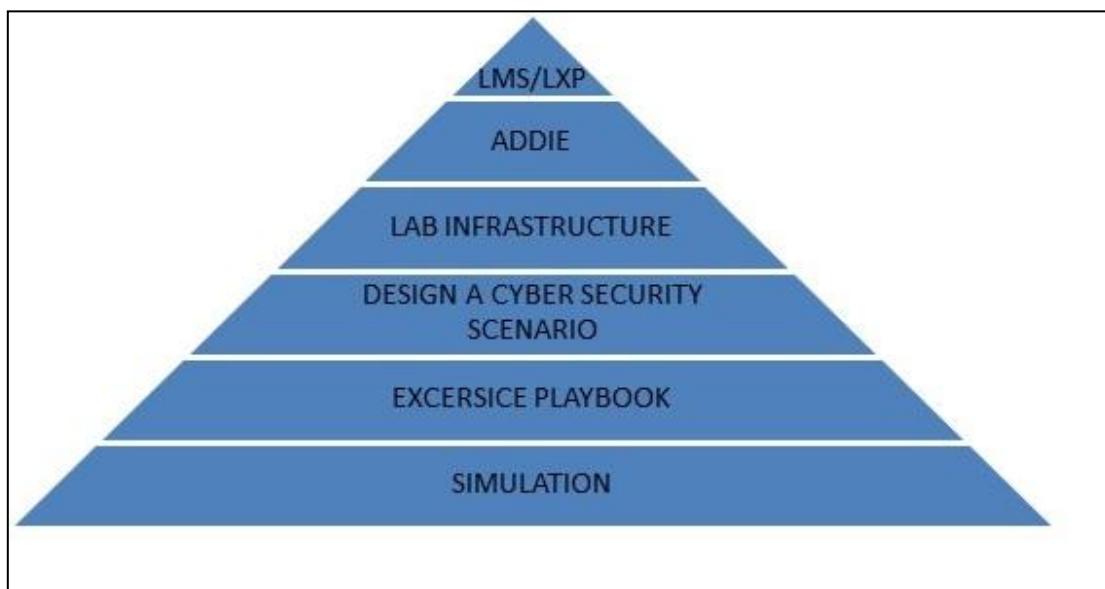 LMS/LXP
ADDIE
LAB INFRASTRUCTURE
DESIGN A CYBER SECURITY
SCENARIO
EXCERSICE PLAYBOOK
SIMULATION